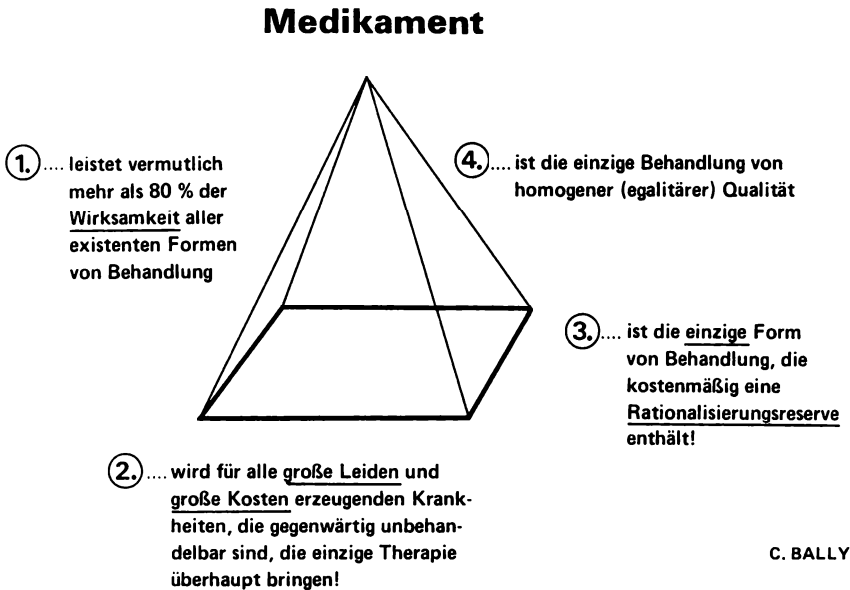 Medikament
1. .... leistet vermutlich
mehr als 80 % der
Wirksamkeit aller
existenten Formen
von Behandlung
4. .... ist die einzige Behandlung von
homogener (egalitärer) Qualität
3. .... ist die einzige Form
von Behandlung, die
kostenmäßig eine
Rationalisierungsreserve
enthält!
2. .... wird für alle große Leiden und
große Kosten erzeugenden Krank-
heiten, die gegenwärtig unbehan-
delbar sind, die einzige Therapie
überhaupt bringen!
C. BALLY